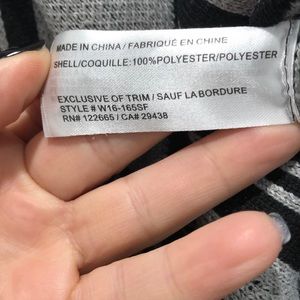 MADE IN CHINA / FABRIQUÉ EN CHINE
SHELL/COQUILLE:100%POLYESTER/POLYESTER
EXCLUSIVE OF TRIM / SAUF LA BORDURE
STYLE # W16-165SF
RN# 122665 / CA# 29438